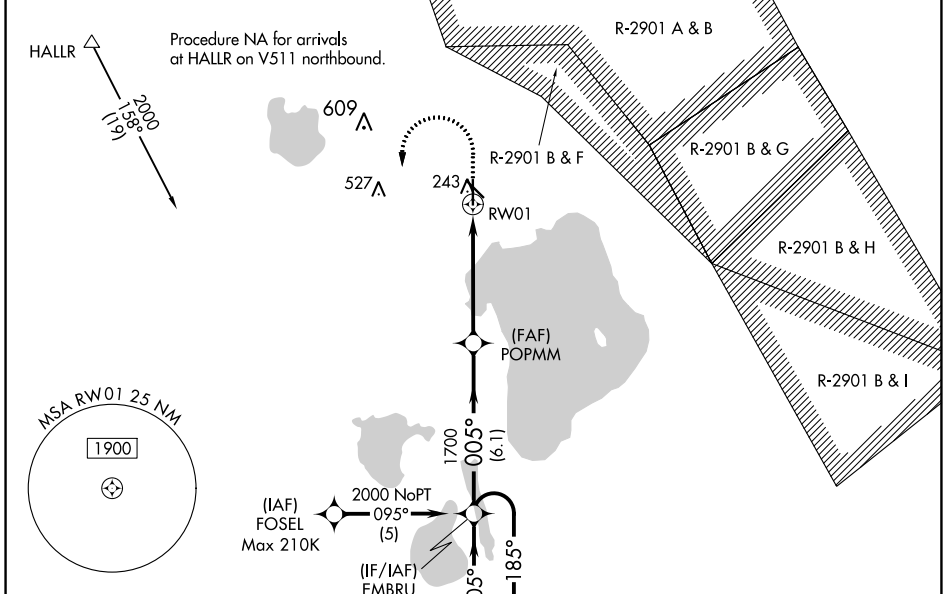 R-2901 A & B
HALLR
Procedure NA for arrivals
at HALLR on V511 northbound.
2000
158°
(19)
609
R-2901 B & F
R-2901 B & G
527
243
RW01
R-2901 B & H
(FAF)
POPMM
R-2901 B & I
MSA RW01 25 NM
1900
1700
005°
(6.1)
(IAF)
FOSEL
Max 210K
2000 NoPT
095°
(5)
(IF/IAF)
EMBRU
05°
185°